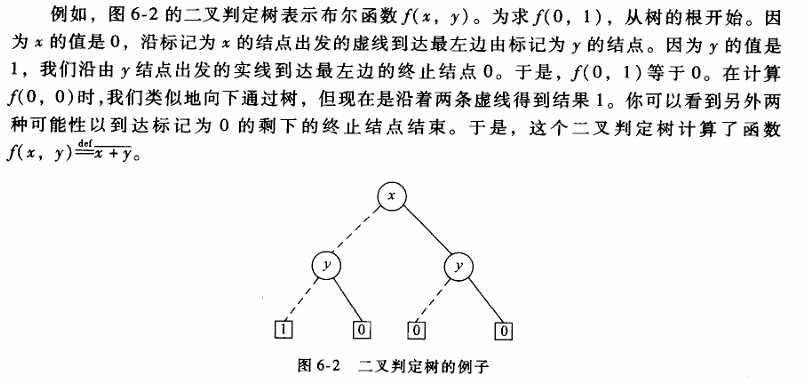 例如，图 6-2 的二叉判定树表示布尔函数 f(x, y)。为求 f(0, 1)，从树的根开始。因
为 x 的值是 0，沿标记为 x 的结点出发的虚线到达最左边由标记为 y 的结点。因为 y 的值是
1，我们沿由 y 结点出发的实线到达最左边的终止结点 0。于是，f(0, 1)等于 0。在计算
f(0, 0)时，我们类似地向下通过树，但现在是沿着两条虚线得到结果 1。你可以看到另外两
种可能性以到达标记为 0 的剩下的终止结点结束。于是，这个二叉判定树计算了函数
f(x, y)≝x̅ ̅+̅ ̅y̅。
x
y y
1 0 0 0
图 6-2 二叉判定树的例子